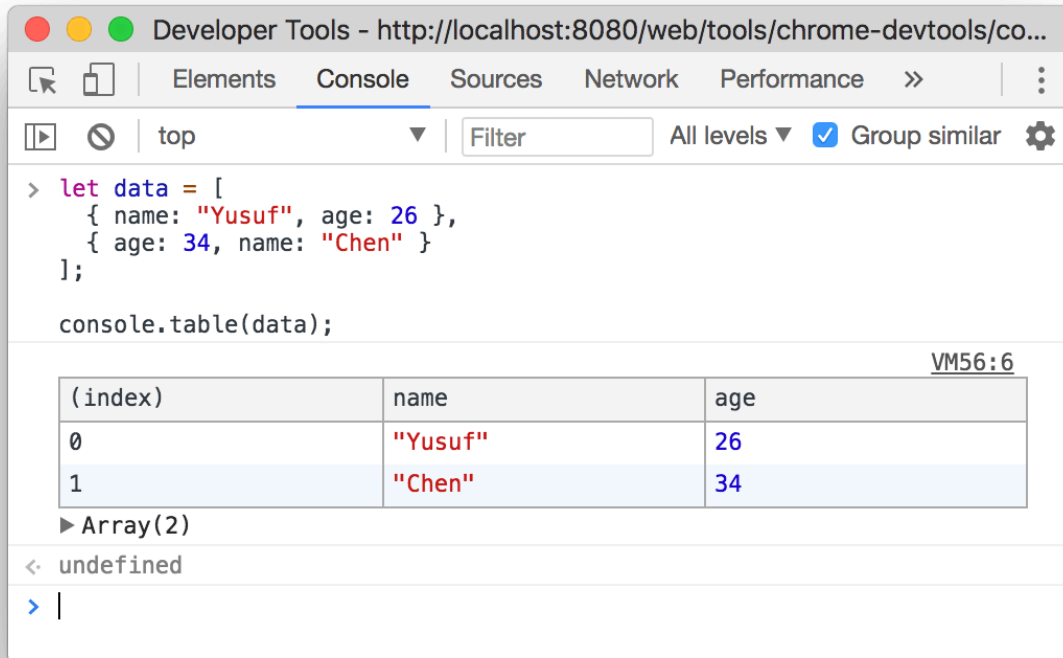 Developer Tools - http://localhost:8080/web/tools/chrome-devtools/co...
Elements Console Sources Network Performance »
top ▼ Filter All levels ▼ Group similar
> let data = [
{ name: "Yusuf", age: 26 },
{ age: 34, name: "Chen" }
];
console.table(data);
VM56:6
(index) name age
0 "Yusuf" 26
1 "Chen" 34
▶ Array(2)
<· undefined
>